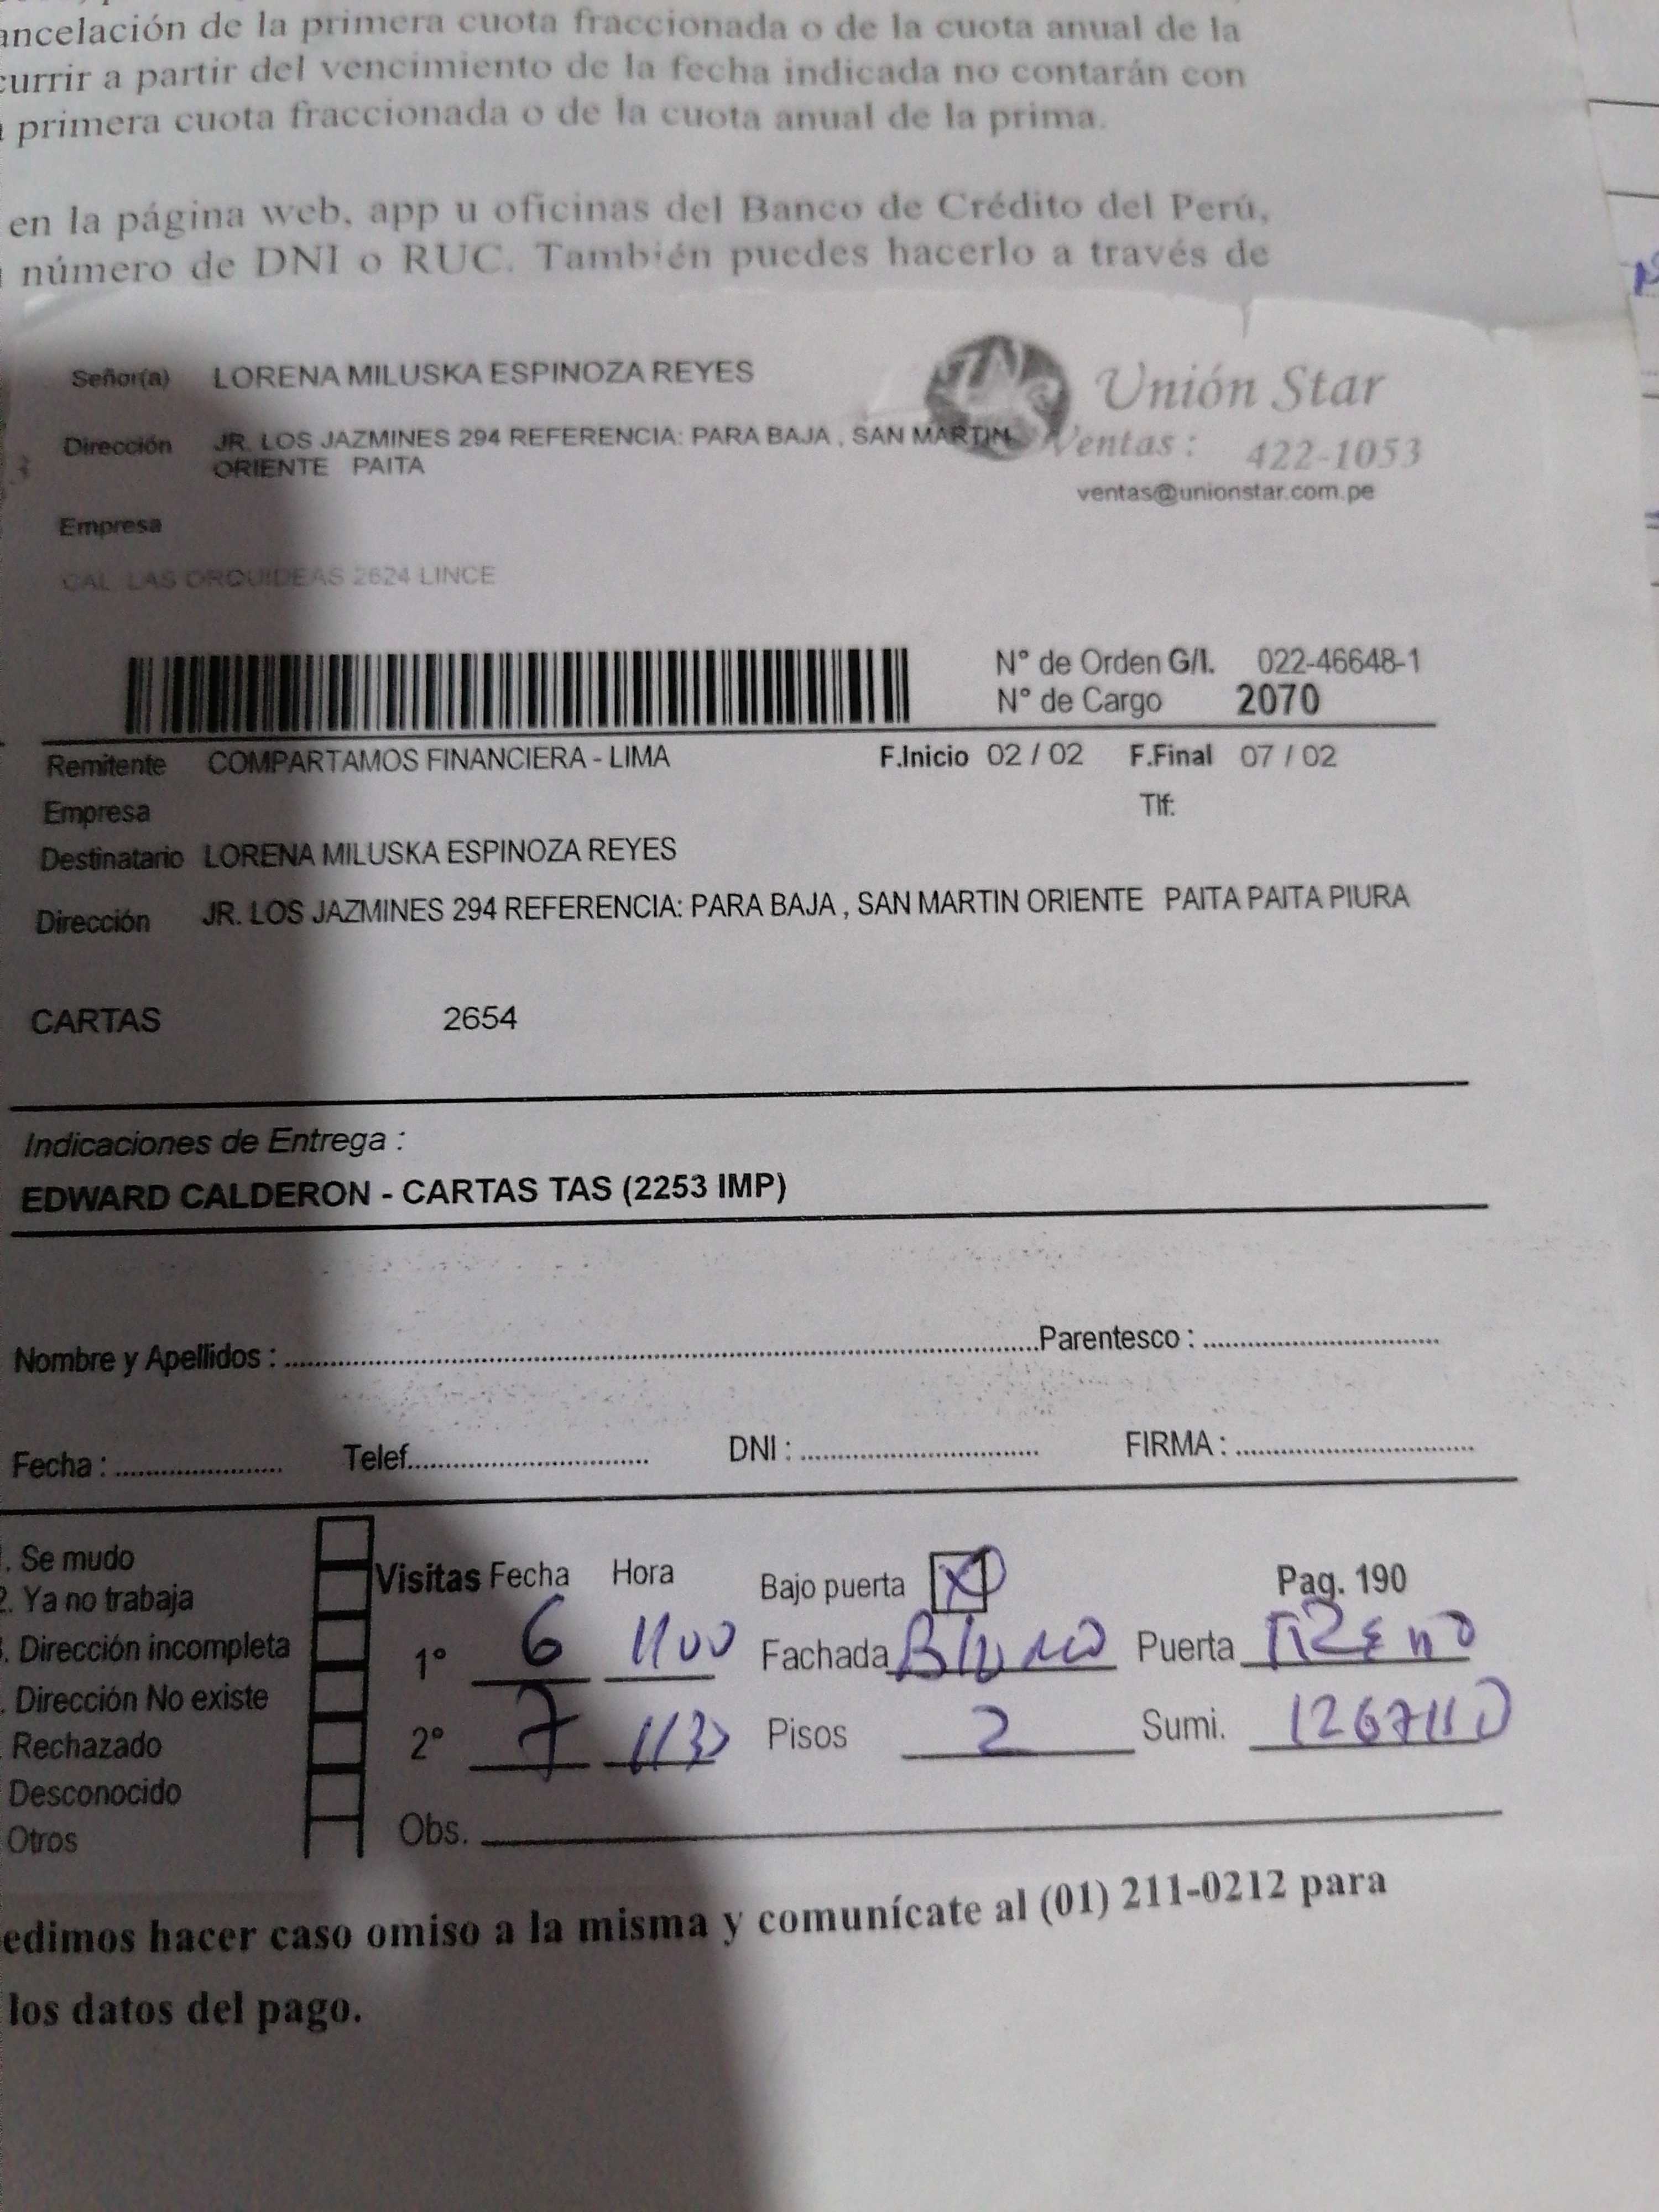 ancelación de la primera cuota fraccionada o de la cuota anual de la
currir a partir del vencimiento de la fecha indicada no contarán con
primera cuota fraccionada o de la cuota anual de la prima.
en la página web, app u oficinas del Banco de Crédito del Perú,
número de DNI o RUC. También puedes hacerlo a través de
Señor(a) LORENA MILUSKA ESPINOZA REYES
Unión Star
Dirección JR. LOS JAZMINES 294 REFERENCIA: PARA BAJA , SAN MARTIN
ORIENTE PAITA
Ventas : 422-1053
ventas@unionstar.com.pe
Empresa
CAL LAS ORQUIDEAS 2624 LINCE
N° de Orden G/I. 022-46648-1
N° de Cargo 2070
Remitente COMPARTAMOS FINANCIERA - LIMA F.Inicio 02 / 02 F.Final 07 / 02
Empresa Tlf:
Destinatario LORENA MILUSKA ESPINOZA REYES
Dirección JR. LOS JAZMINES 294 REFERENCIA: PARA BAJA , SAN MARTIN ORIENTE PAITA PAITA PIURA
CARTAS 2654
Indicaciones de Entrega :
EDWARD CALDERON - CARTAS TAS (2253 IMP)
Nombre y Apellidos : Parentesco :
Fecha : Telef. DNI : FIRMA :
. Se mudo
2. Ya no trabaja
. Dirección incompleta
. Dirección No existe
Rechazado
Desconocido
Otros
Visitas Fecha Hora Bajo puerta X Pag. 190
1° 6 1100 Fachada Puerta
2° 7 Pisos 2 Sumi.
Obs.
edimos hacer caso omiso a la misma y comunícate al (01) 211-0212 para
los datos del pago.